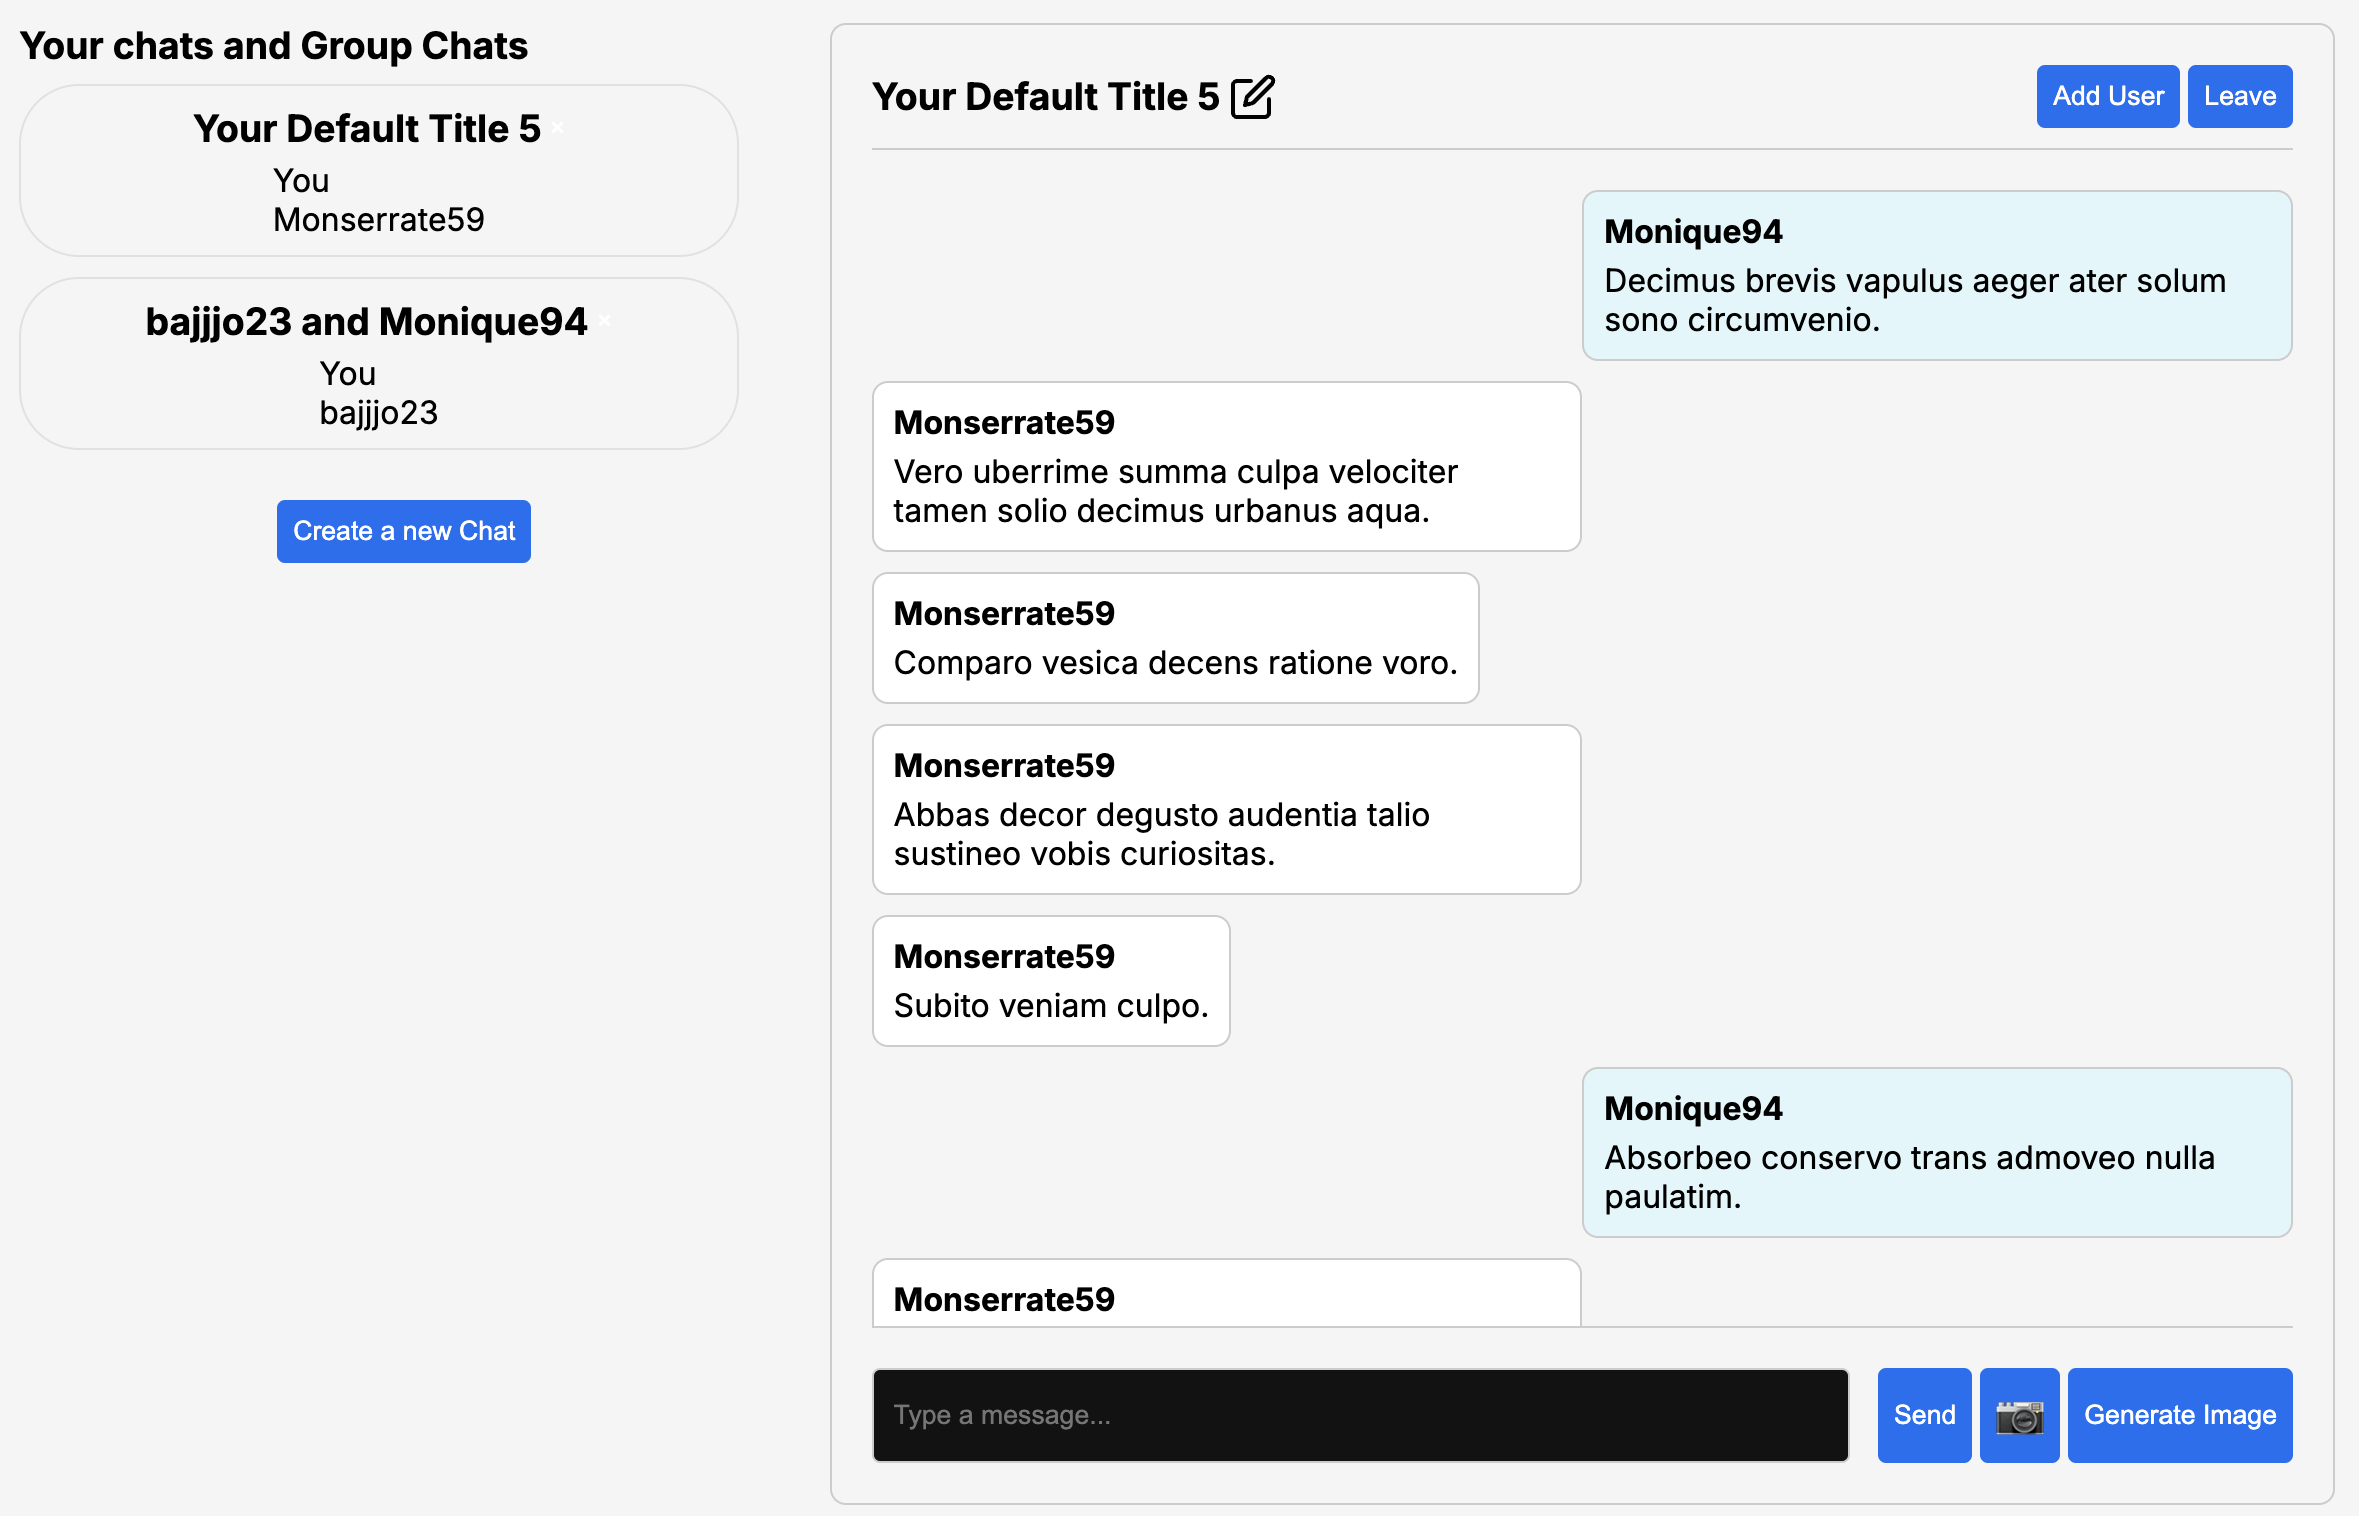 Your chats and Group Chats
Your Default Title 5 ×
You
Monserrate59
bajjjo23 and Monique94 ×
You
bajjjo23
Create a new Chat
Your Default Title 5
Add User
Leave
Monique94
Decimus brevis vapulus aeger ater solum
sono circumvenio.
Monserrate59
Vero uberrime summa culpa velociter
tamen solio decimus urbanus aqua.
Monserrate59
Comparo vesica decens ratione voro.
Monserrate59
Abbas decor degusto audentia talio
sustineo vobis curiositas.
Monserrate59
Subito veniam culpo.
Monique94
Absorbeo conservo trans admoveo nulla
paulatim.
Monserrate59
Type a message...
Send
Generate Image